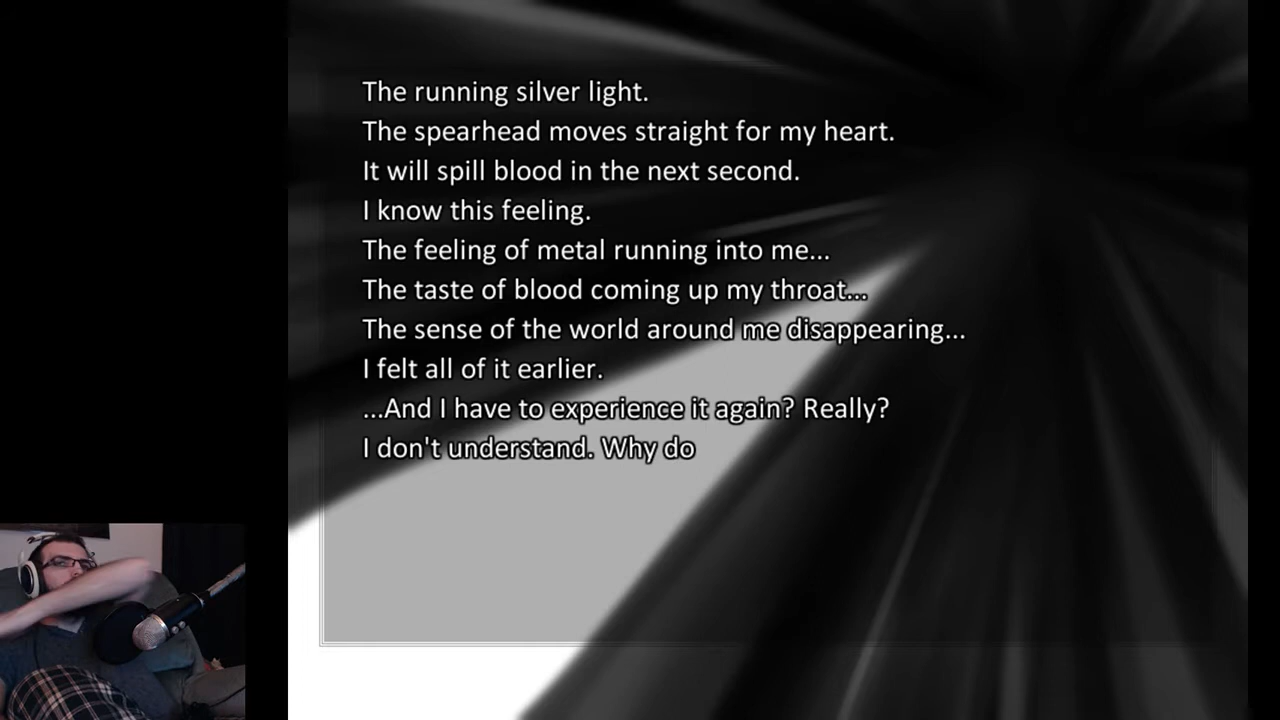 The running silver light.
The spearhead moves straight for my heart.
It will spill blood in the next second.
I know this feeling.
The feeling of metal running into me...
The taste of blood coming up my throat...
The sense of the world around me disappearing...
I felt all of it earlier.
...And I have to experience it again? Really?
I don't understand. Why do